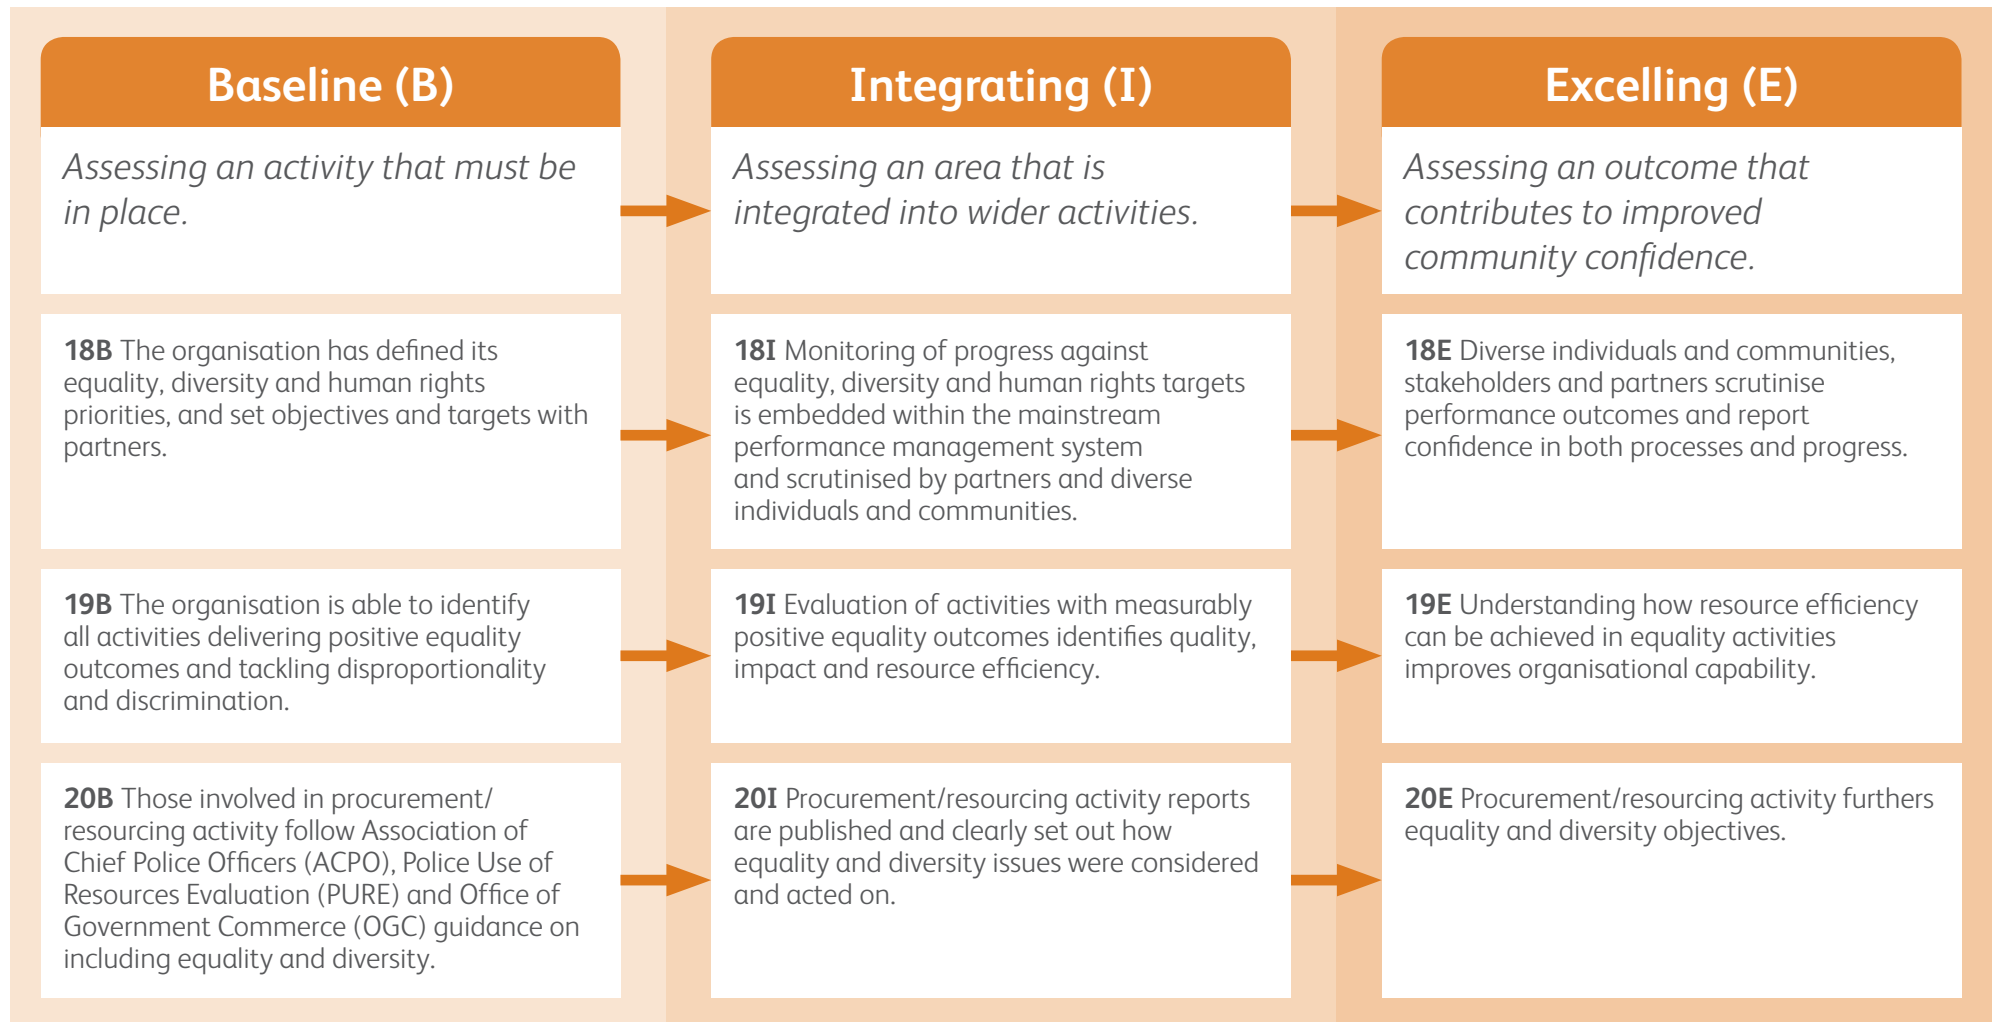 Baseline (B)
Assessing an activity that must be
in place.
Integrating (I)
Assessing an area that is
integrated into wider activities.
Excelling (E)
Assessing an outcome that
contributes to improved
community confidence.
18B The organisation has defined its
equality, diversity and human rights
priorities, and set objectives and targets with
partners.
18I Monitoring of progress against
equality, diversity and human rights targets
is embedded within the mainstream
performance management system
and scrutinised by partners and diverse
individuals and communities.
18E Diverse individuals and communities,
stakeholders and partners scrutinise
performance outcomes and report
confidence in both processes and progress.
19B The organisation is able to identify
all activities delivering positive equality
outcomes and tackling disproportionality
and discrimination.
19I Evaluation of activities with measurably
positive equality outcomes identifies quality,
impact and resource efficiency.
19E Understanding how resource efficiency
can be achieved in equality activities
improves organisational capability.
20B Those involved in procurement/
resourcing activity follow Association of
Chief Police Officers (ACPO), Police Use of
Resources Evaluation (PURE) and Office of
Government Commerce (OGC) guidance on
including equality and diversity.
20I Procurement/resourcing activity reports
are published and clearly set out how
equality and diversity issues were considered
and acted on.
20E Procurement/resourcing activity furthers
equality and diversity objectives.